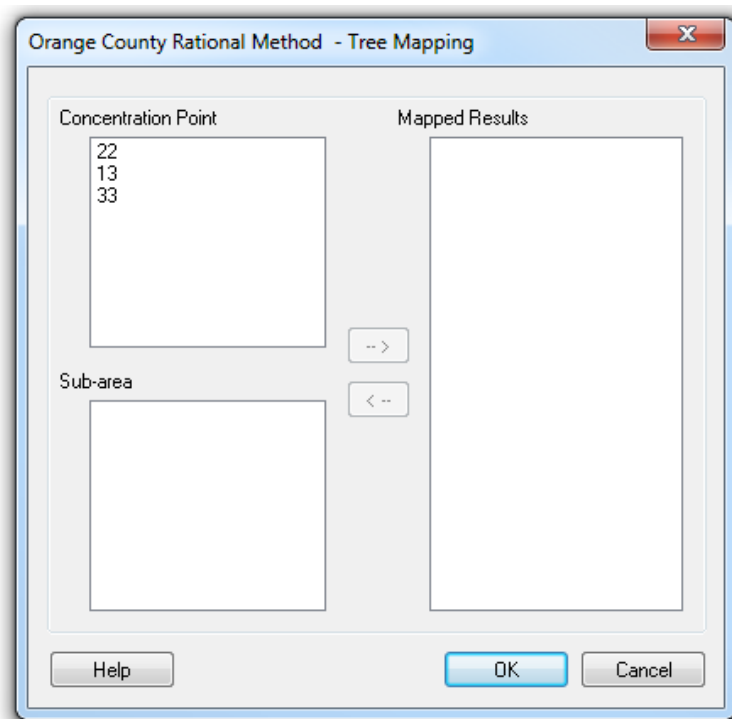 Orange County Rational Method - Tree Mapping
X
Concentration Point
Mapped Results
22
13
33
-- >
< --
Sub-area
Help
OK
Cancel